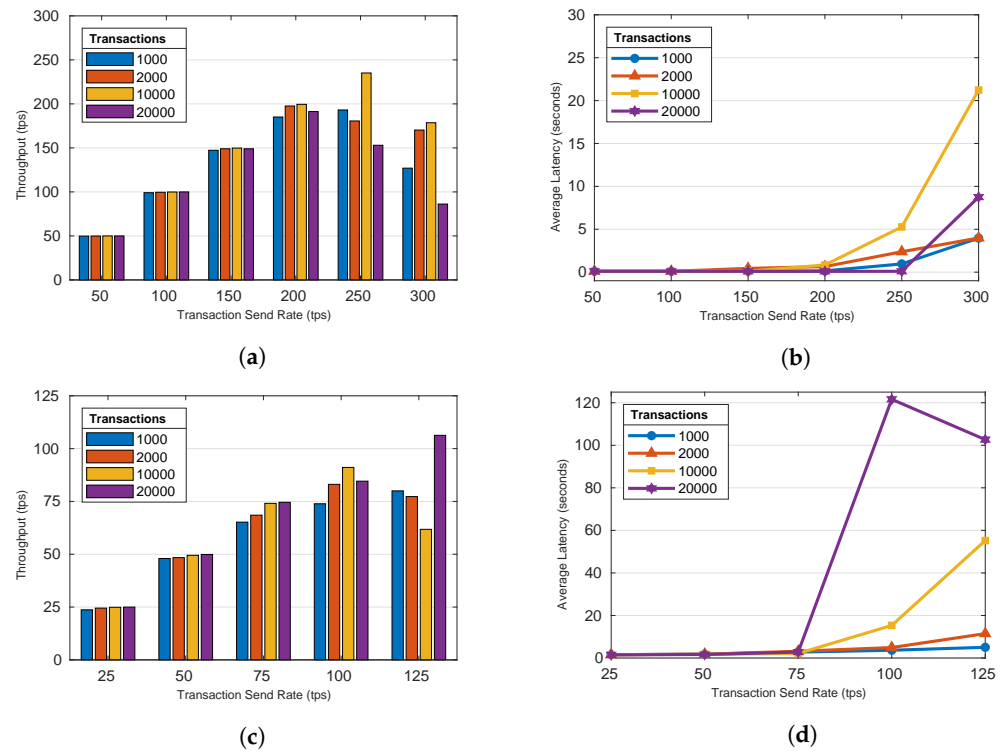 300
250
200
150
100
50
0
Throughput (tps)
Transactions
1000
2000
10000
20000
50 100 150 200 250 300
Transaction Send Rate (tps)
(a)
30
25
20
15
10
5
0
Average Latency (seconds)
Transactions
1000
2000
10000
20000
50 100 150 200 250 300
Transaction Send Rate (tps)
(b)
125
100
75
50
25
0
Throughput (tps)
Transactions
1000
2000
10000
20000
25 50 75 100 125
Transaction Send Rate (tps)
(c)
120
100
80
60
40
20
0
Average Latency (seconds)
Transactions
1000
2000
10000
20000
25 50 75 100 125
Transaction Send Rate (tps)
(d)